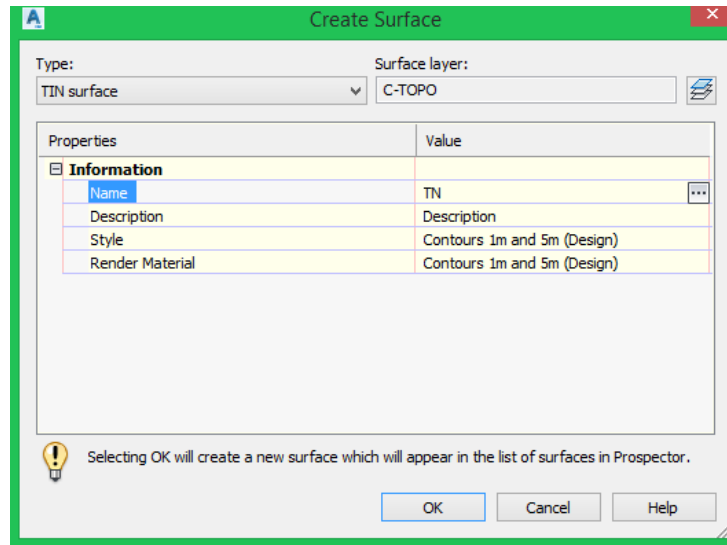 Create Surface
Type:
Surface layer:
TIN surface
C-TOPO
Properties Value
Information
Name TN
Description Description
Style Contours 1m and 5m (Design)
Render Material Contours 1m and 5m (Design)
Selecting OK will create a new surface which will appear in the list of surfaces in Prospector.
OK Cancel Help